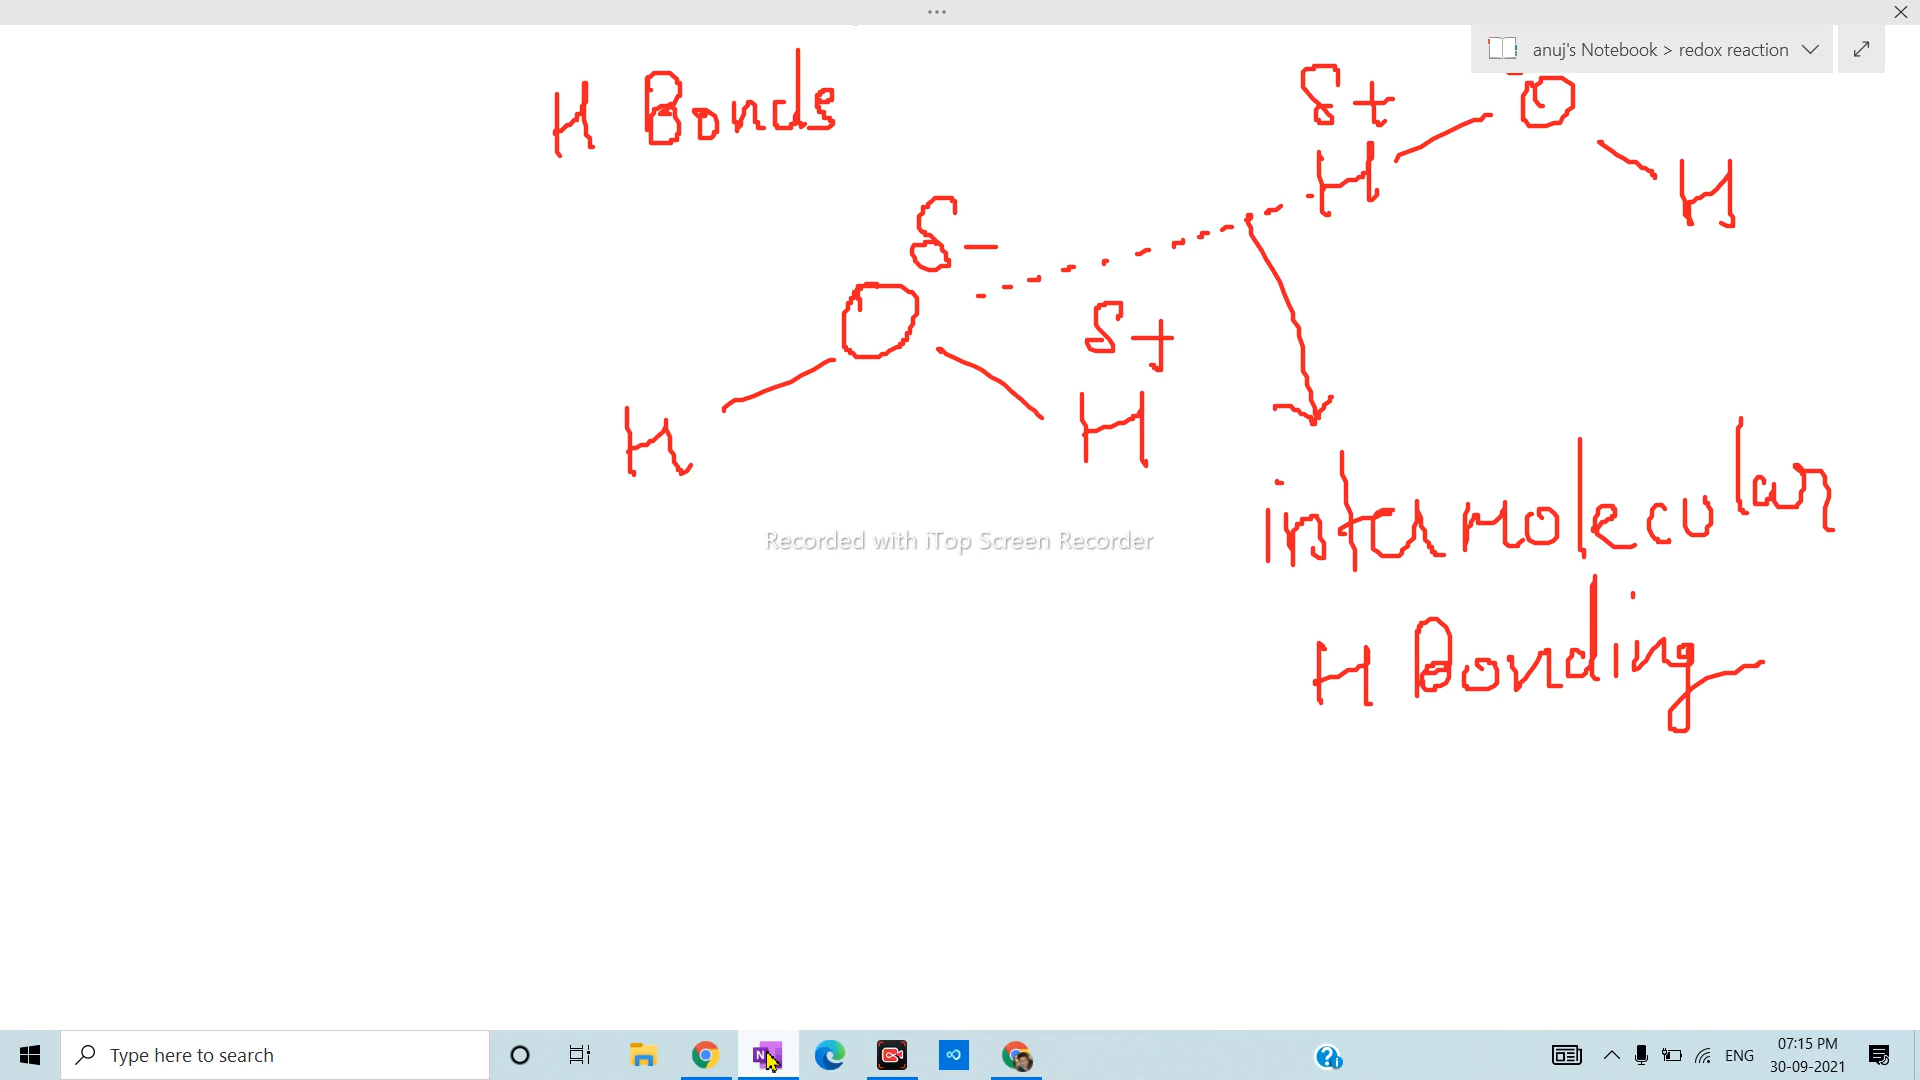 anuj's Notebook > redox reaction
H Bonds
δ+
O
H
H
δ-
O
δ+
H
H
intermolecular
H Bonding
Recorded with iTop Screen Recorder
Type here to search
N
ENG
07:15 PM
30-09-2021